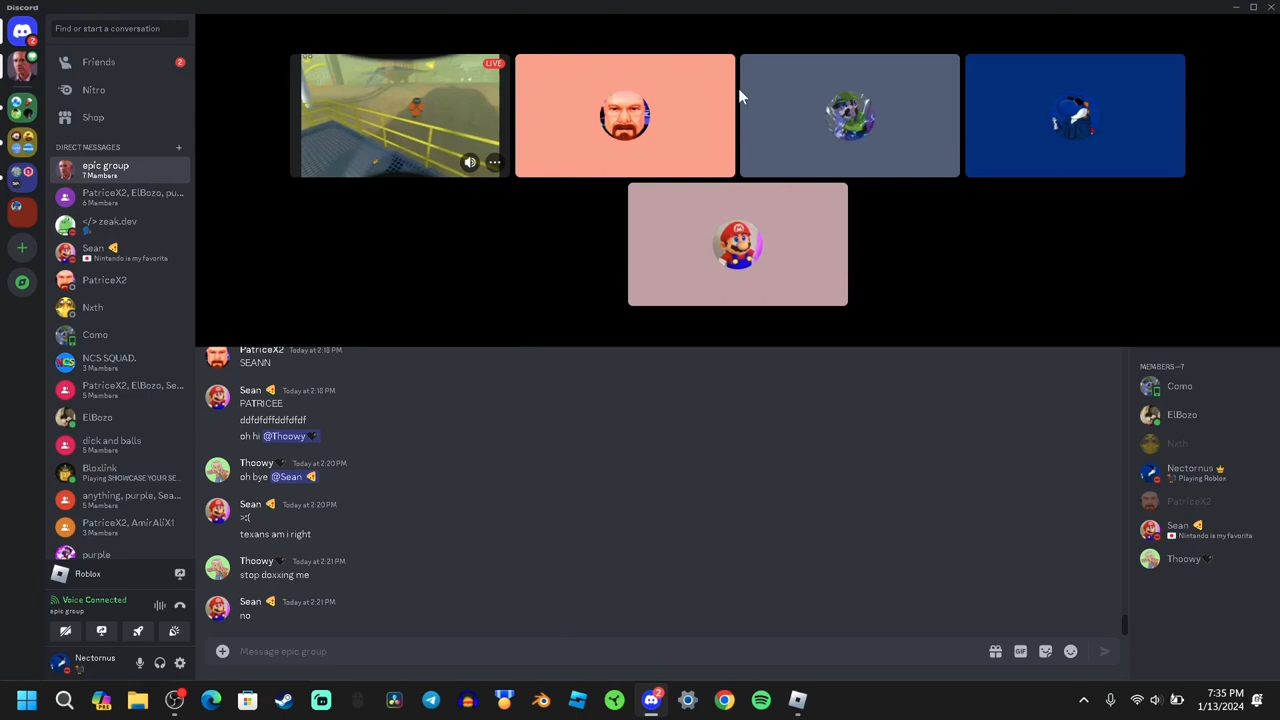 Discord
Find or start a conversation
LIVE
Friends
2
Nitro
Shop
DIRECT MESSAGES
epic group
7 Members
PatriceX2, ElBozo, pu...
6 Members
</> zeak.dev
Sean 🍕
Nintendo is my favorita
PatriceX2
Nxth
Como
NCS SQUAD.
3 Members
PatriceX2, ElBozo, Se...
5 Members
ElBozo
dick and balls
5 Members
Bloxlink
Playing SHOWCASE YOUR SE...
anything, purple, Sea...
5 Members
PatriceX2, AmirAliX1
3 Members
purple
Roblox
Voice Connected
epic group
Nectornus
2
PatriceX2 Today at 2:18 PM
SEANN
Sean 🍕 Today at 2:18 PM
PATRICEE
ddfdfdffddfdfdf
oh hi @Thoowy🖤
Thoowy🖤 Today at 2:20 PM
oh bye @Sean 🍕
Sean 🍕 Today at 2:20 PM
>:(
texans am i right
Thoowy🖤 Today at 2:21 PM
stop doxxing me
Sean 🍕 Today at 2:21 PM
no
Message epic group
GIF
MEMBERS—7
Como
ElBozo
Nxth
Nectornus
Playing Roblox
PatriceX2
Sean 🍕
Nintendo is my favorita
Thoowy🖤
PRE
2
7:35 PM
1/13/2024